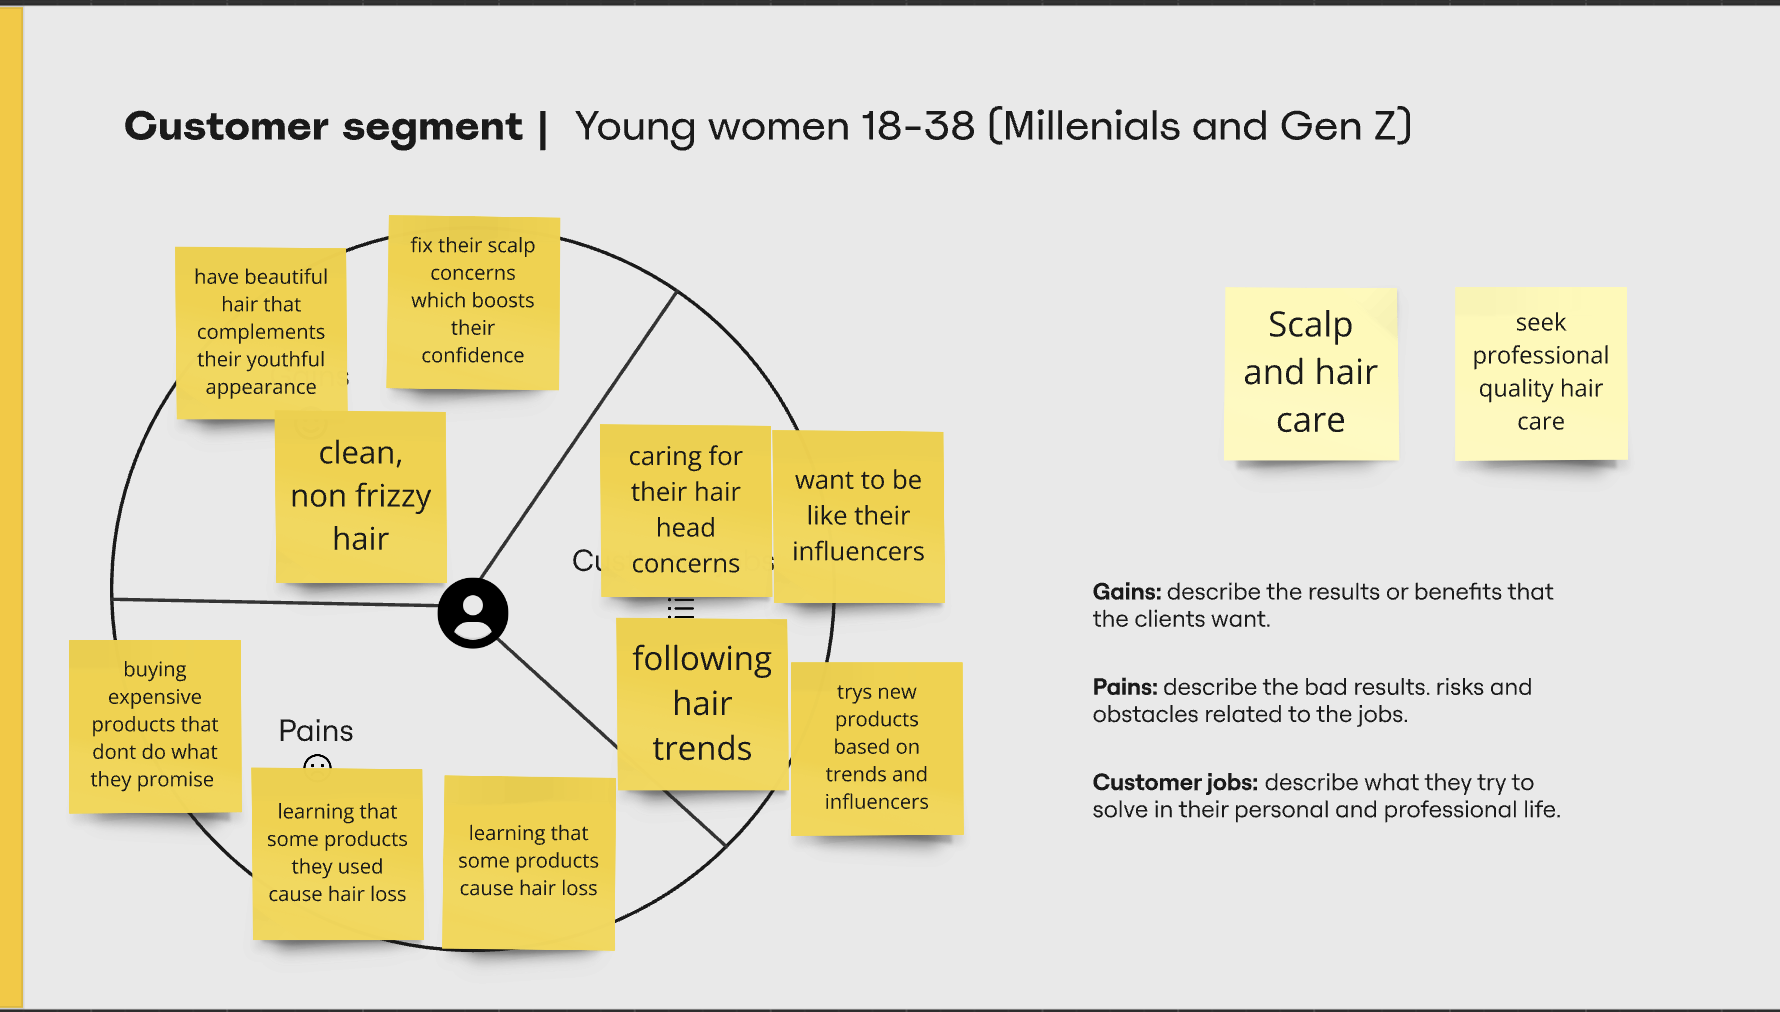 Customer segment | Young women 18-38 (Millenials and Gen Z)
have beautiful
hair that
complements
their youthful
appearance
fix their scalp
concerns
which boosts
their
confidence
clean,
non frizzy
hair
caring for
their hair
head
concerns
want to be
like their
influencers
following
hair
trends
trys new
products
based on
trends and
influencers
buying
expensive
products that
dont do what
they promise
Pains
learning that
some products
they used
cause hair loss
learning that
some products
cause hair loss
Scalp
and hair
care
seek
professional
quality hair
care
Gains: describe the results or benefits that
the clients want.
Pains: describe the bad results. risks and
obstacles related to the jobs.
Customer jobs: describe what they try to
solve in their personal and professional life.